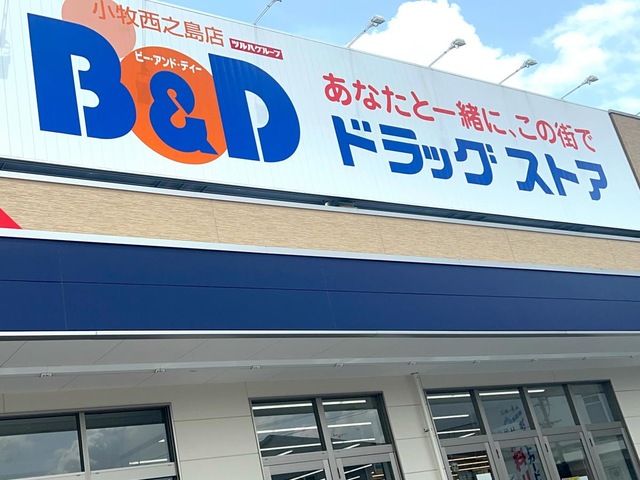 小牧西之島店
ツルハグループ
B&D
ビー・アンド・ディー
あなたと一緒に、この街で
ドラッグストア